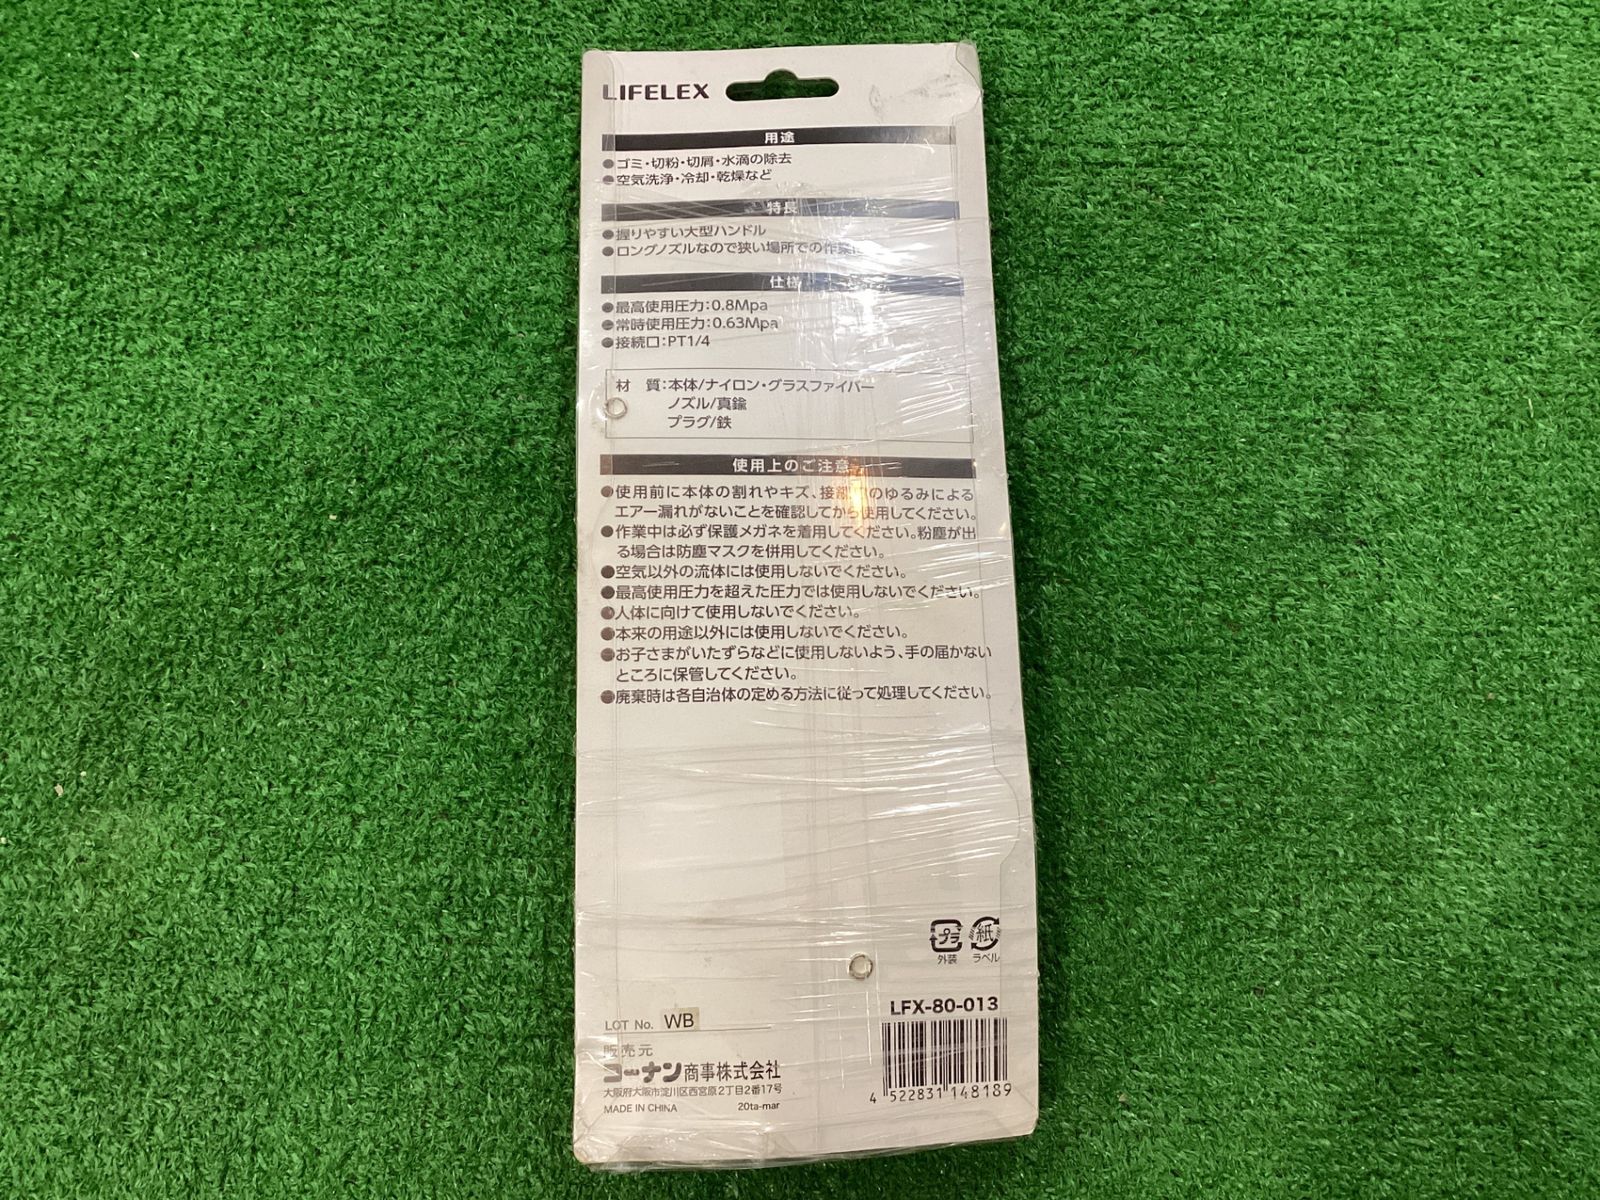 LIFELEX
用途
●ゴミ・切粉・切屑・水滴の除去
●空気洗浄・冷却・乾燥など
特長
●握りやすい大型ハンドル
●ロングノズルなので狭い場所での作業に
仕様
●最高使用圧力:0.8Mpa
●常時使用圧力:0.63Mpa
●接続口:PT1/4
材 質:本体/ナイロン・グラスファイバー
ノズル/真鍮
プラグ/鉄
使用上のご注意
●使用前に本体の割れやキズ、接続口のゆるみによる
エアー漏れがないことを確認してから使用してください。
●作業中は必ず保護メガネを着用してください。粉塵が出
る場合は防塵マスクを併用してください。
●空気以外の流体には使用しないでください。
●最高使用圧力を超えた圧力では使用しないでください。
●人体に向けて使用しないでください。
●本来の用途以外には使用しないでください。
●お子さまがいたずらなどに使用しないよう、手の届かない
ところに保管してください。
●廃棄時は各自治体の定める方法に従って処理してください。
プラ 紙
外装 ラベル
LFX-80-013
LOT No. WB
販売元
コーナン商事株式会社
大阪府大阪市淀川区西宮原2丁目2番17号
MADE IN CHINA 20ta-mar
4 522831 148189